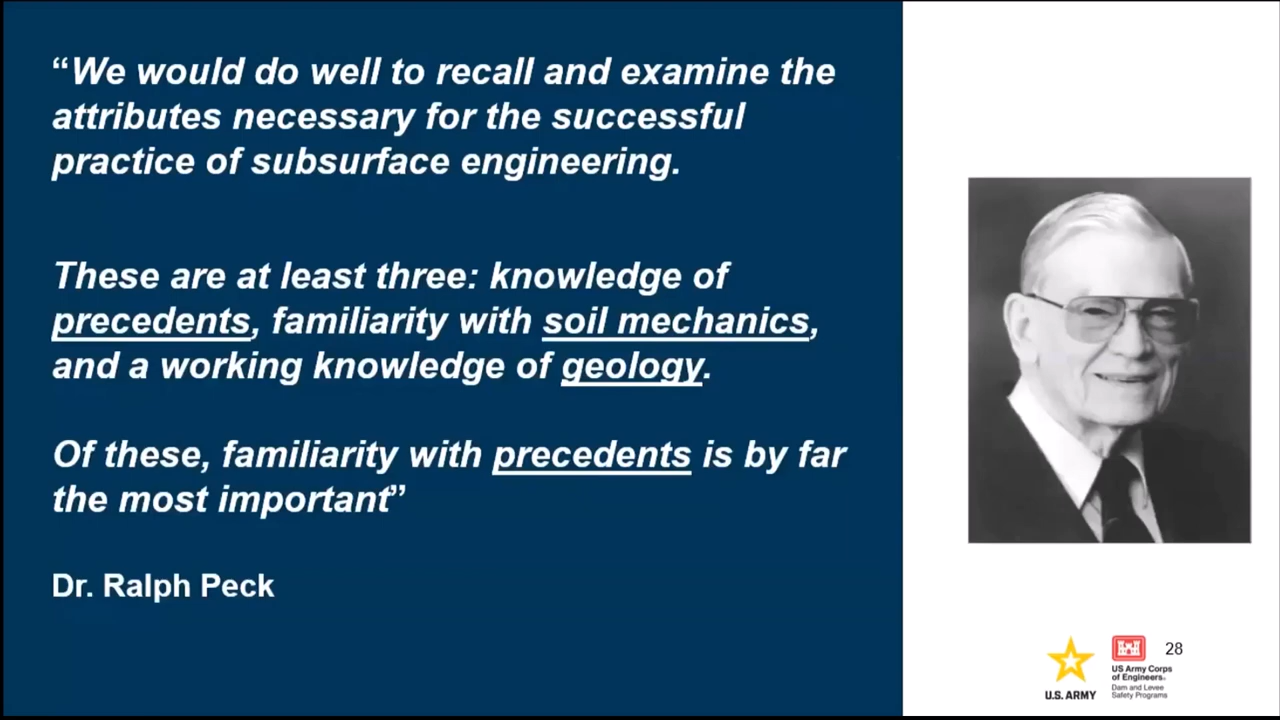 “We would do well to recall and examine the
attributes necessary for the successful
practice of subsurface engineering.
These are at least three: knowledge of
precedents, familiarity with soil mechanics,
and a working knowledge of geology.
Of these, familiarity with precedents is by far
the most important”
Dr. Ralph Peck
28
U.S. ARMY
US Army Corps
of Engineers®
Dam and Levee
Safety Programs